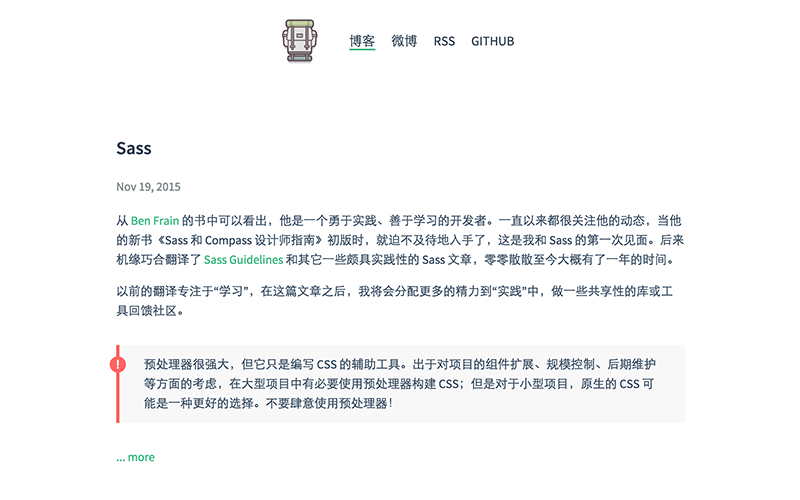 博客 微博 RSS GITHUB
Sass
Nov 19, 2015
从 Ben Frain 的书中可以看出，他是一个勇于实践、善于学习的开发者。一直以来都很关注他的动态，当他
的新书《Sass 和 Compass 设计师指南》初版时，就迫不及待地入手了，这是我和 Sass 的第一次见面。后来
机缘巧合翻译了 Sass Guidelines 和其它一些颇具实践性的 Sass 文章，零零散散至今大概有了一年的时间。
以前的翻译专注于“学习”，在这篇文章之后，我将会分配更多的精力到“实践”中，做一些共享性的库或工
具回馈社区。
!
预处理器很强大，但它只是编写 CSS 的辅助工具。出于对项目的组件扩展、规模控制、后期维护
等方面的考虑，在大型项目中有必要使用预处理器构建 CSS；但是对于小型项目，原生的 CSS 可
能是一种更好的选择。不要肆意使用预处理器！
... more